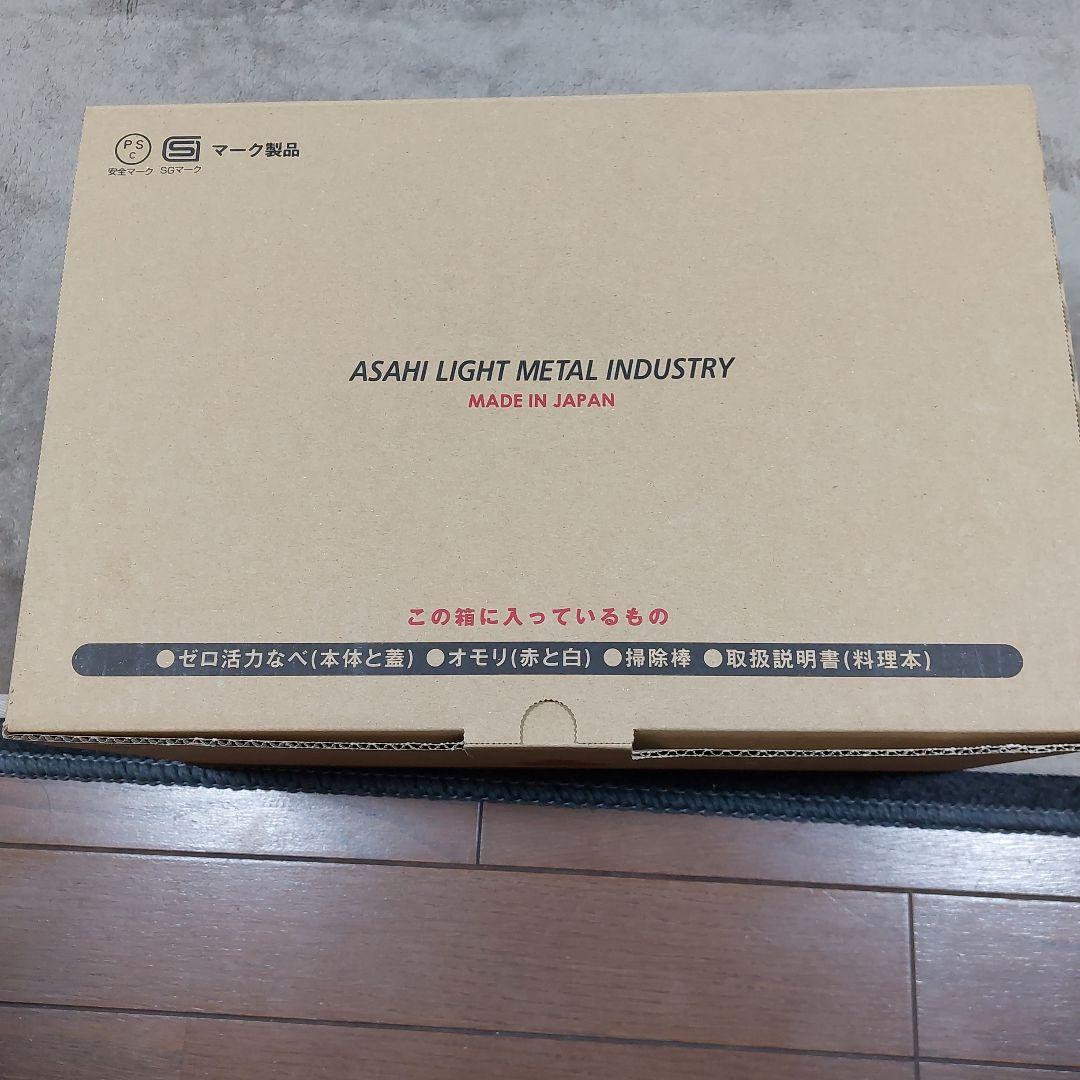 PS
C
安全マーク SGマーク マーク製品
ASAHI LIGHT METAL INDUSTRY
MADE IN JAPAN
この箱に入っているもの
●ゼロ活力なべ(本体と蓋) ●オモリ(赤と白) ●掃除棒 ●取扱説明書(料理本)